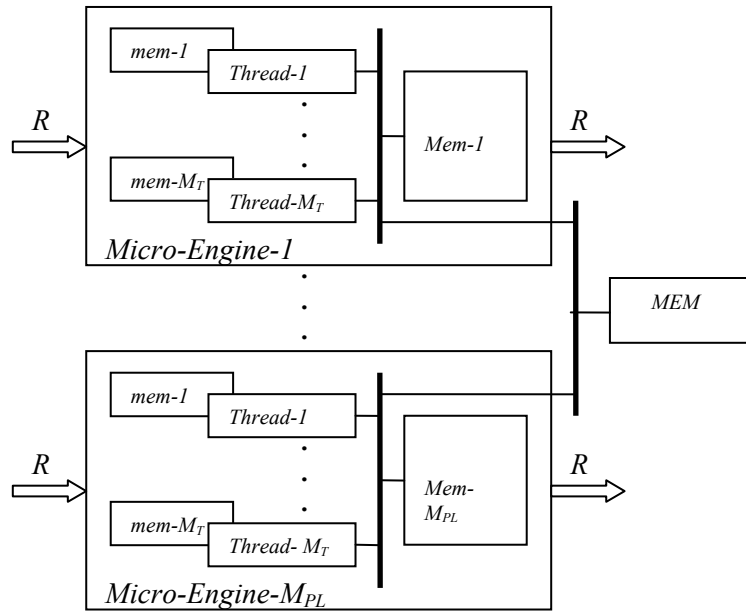 mem-1
Thread-1
R
Mem-1
R
mem-M_T
Thread-M_T
Micro-Engine-1
MEM
mem-1
Thread-1
R
Mem-
M_PL
R
mem-M_T
Thread- M_T
Micro-Engine-M_PL